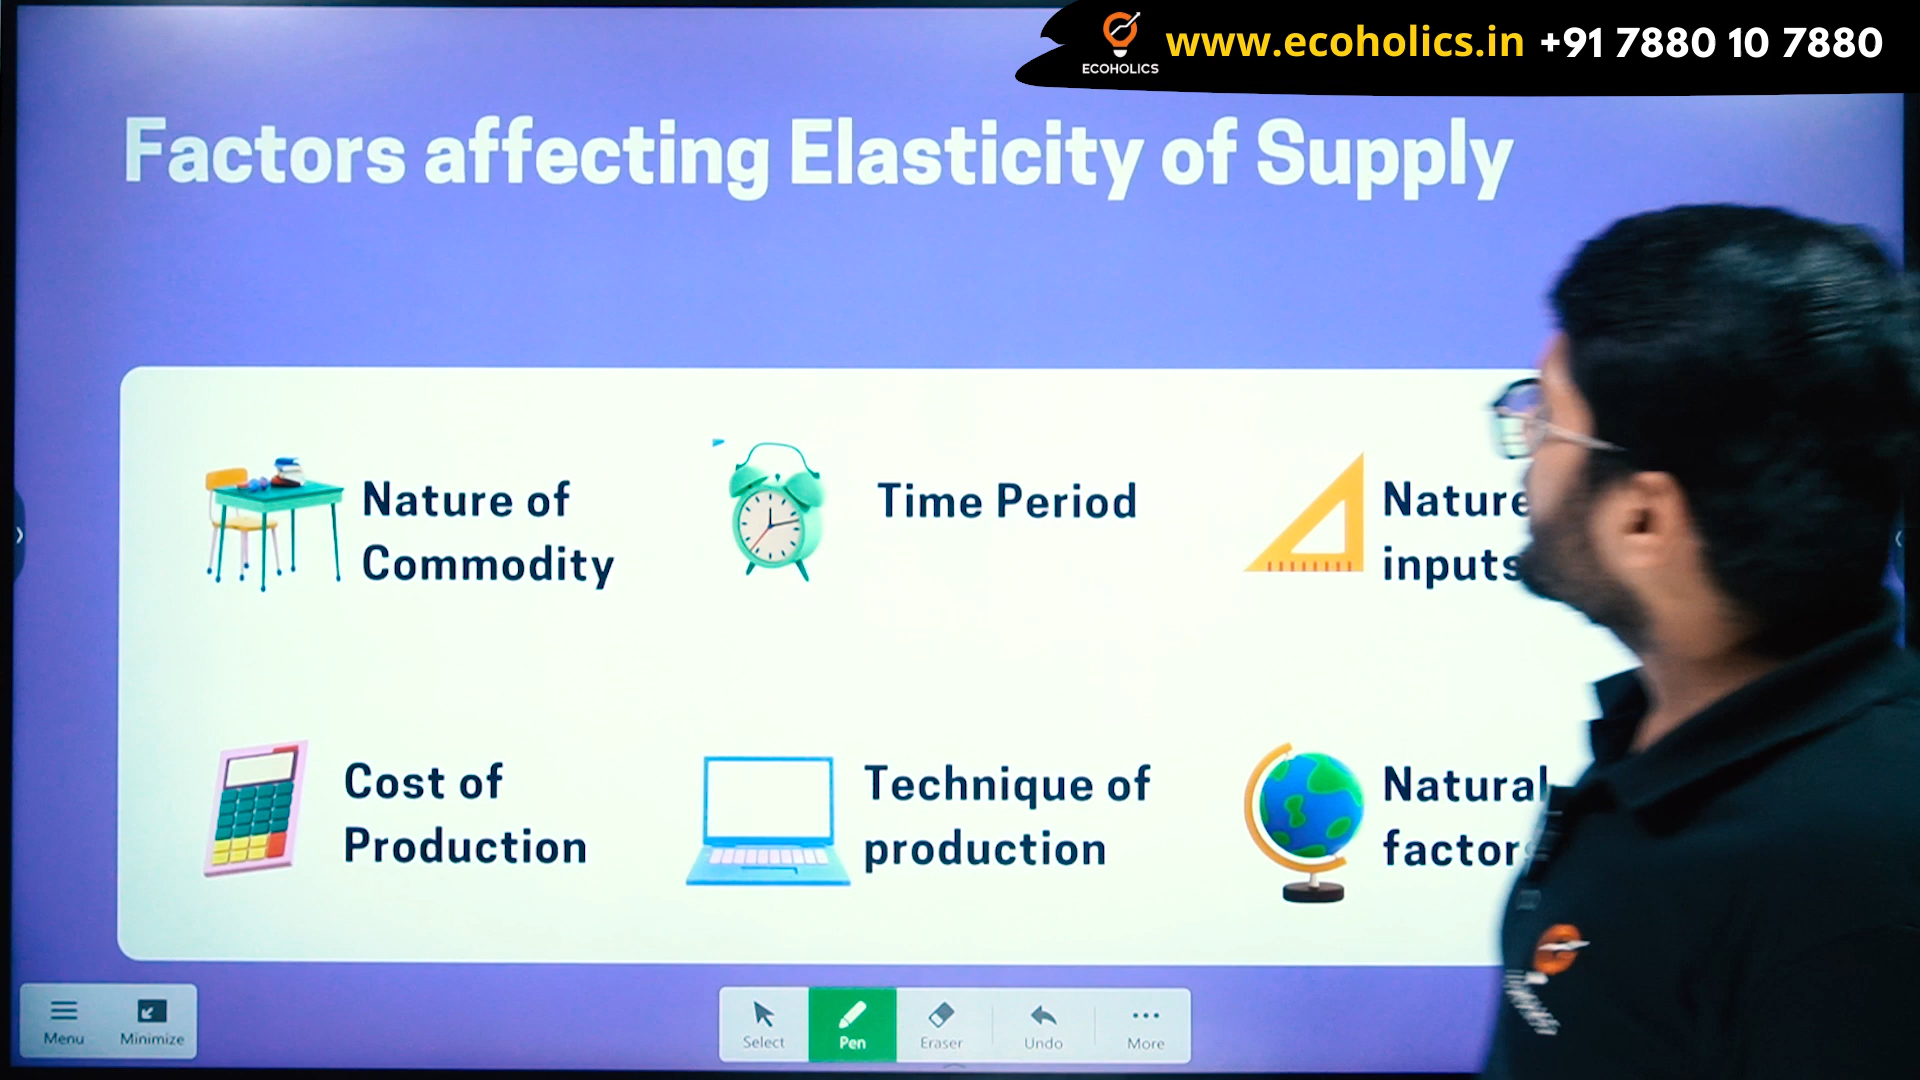 www.ecoholics.in +91 7880 10 7880
ECOHOLICS
Factors affecting Elasticity of Supply
Nature of
Commodity
Time Period
Nature
inputs
Cost of
Production
Technique of
production
Natural
factor
Menu
Minimize
Select
Pen
Eraser
Undo
More